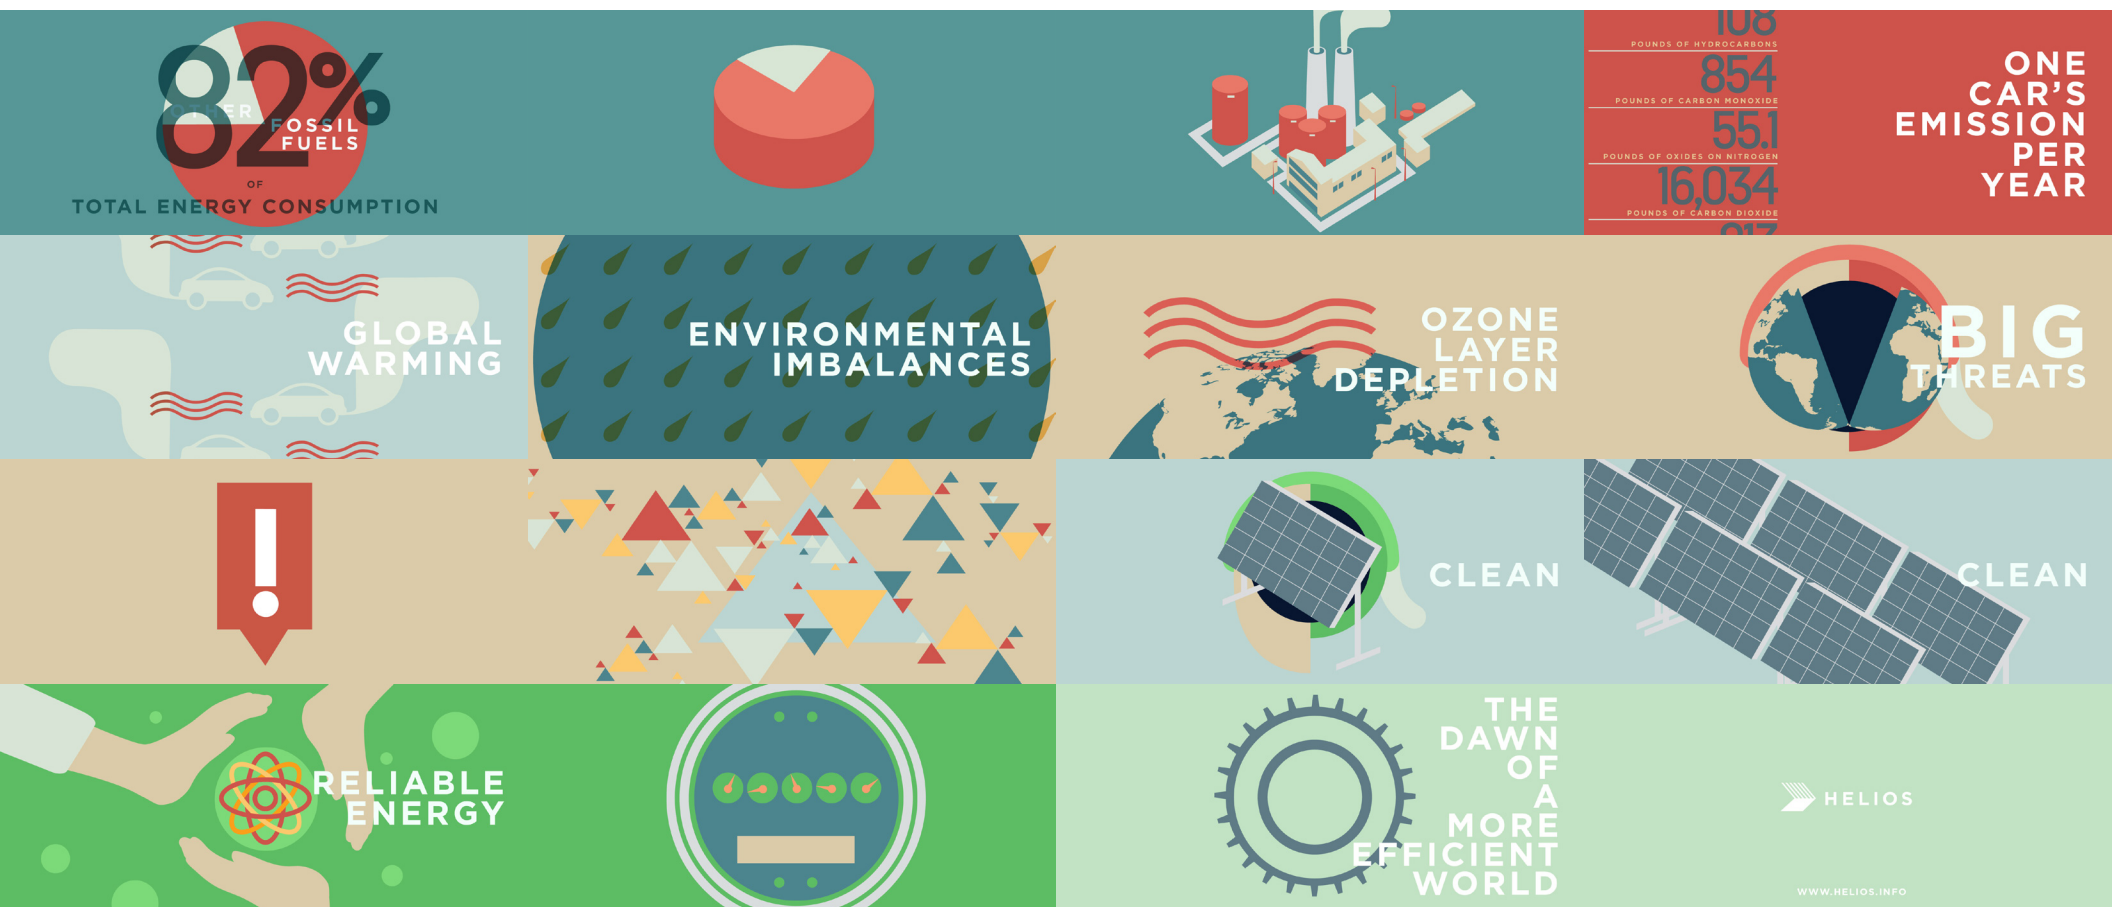 82%
OTHER
FOSSIL
FUELS
OF
TOTAL ENERGY CONSUMPTION
108
POUNDS OF HYDROCARBONS
854
POUNDS OF CARBON MONOXIDE
55.1
POUNDS OF OXIDES ON NITROGEN
16,034
POUNDS OF CARBON DIOXIDE
ONE
CAR'S
EMISSION
PER
YEAR
GLOBAL
WARMING
ENVIRONMENTAL
IMBALANCES
OZONE
LAYER
DEPLETION
BIG
THREATS
!
CLEAN
CLEAN
RELIABLE
ENERGY
THE
DAWN
OF
A
MORE
EFFICIENT
WORLD
HELIOS
WWW.HELIOS.INFO